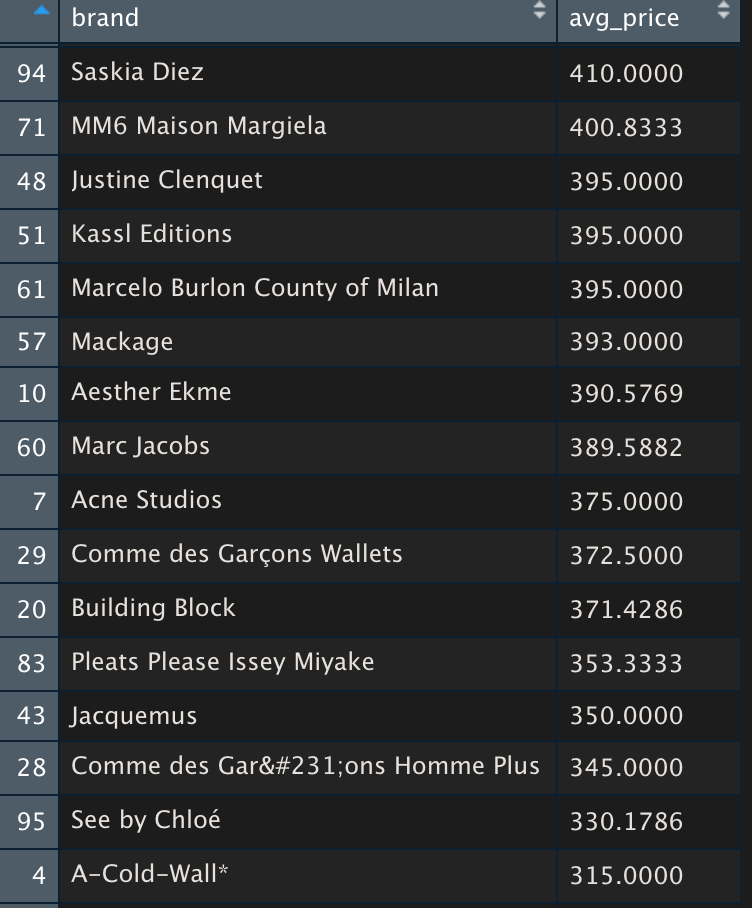 brand avg_price
94 Saskia Diez 410.0000
71 MM6 Maison Margiela 400.8333
48 Justine Clenquet 395.0000
51 Kassl Editions 395.0000
61 Marcelo Burlon County of Milan 395.0000
57 Mackage 393.0000
10 Aesther Ekme 390.5769
60 Marc Jacobs 389.5882
7 Acne Studios 375.0000
29 Comme des Garçons Wallets 372.5000
20 Building Block 371.4286
83 Pleats Please Issey Miyake 353.3333
43 Jacquemus 350.0000
28 Comme des Gar&#231;ons Homme Plus 345.0000
95 See by Chloé 330.1786
4 A-Cold-Wall* 315.0000